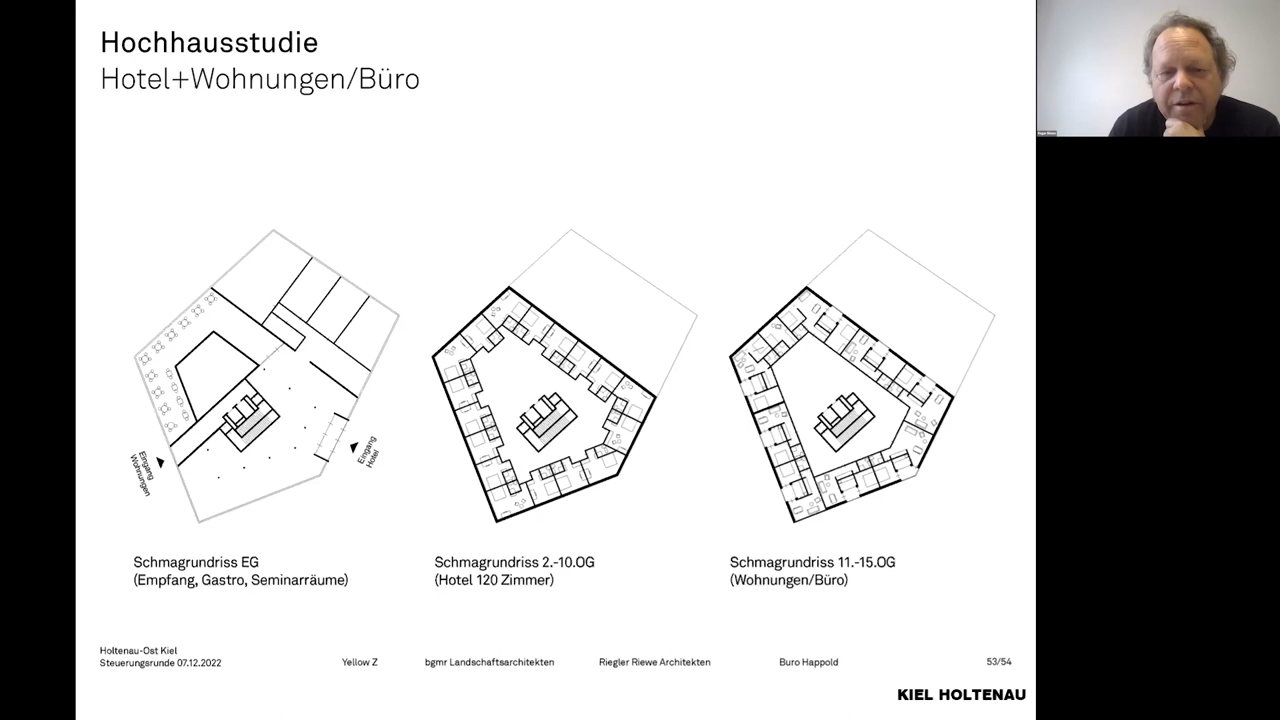 Hochhausstudie
Hotel+Wohnungen/Büro
Eingang
Wohnungen
Eingang
Hotel
Schmagrundriss EG
(Empfang, Gastro, Seminarräume)
Schmagrundriss 2.-10.OG
(Hotel 120 Zimmer)
Schmagrundriss 11.-15.OG
(Wohnungen/Büro)
Holtenau-Ost Kiel
Steuerungsrunde 07.12.2022
Yellow Z
bgmr Landschaftsarchitekten
Riegler Riewe Architekten
Buro Happold
53/54
KIEL HOLTENAU